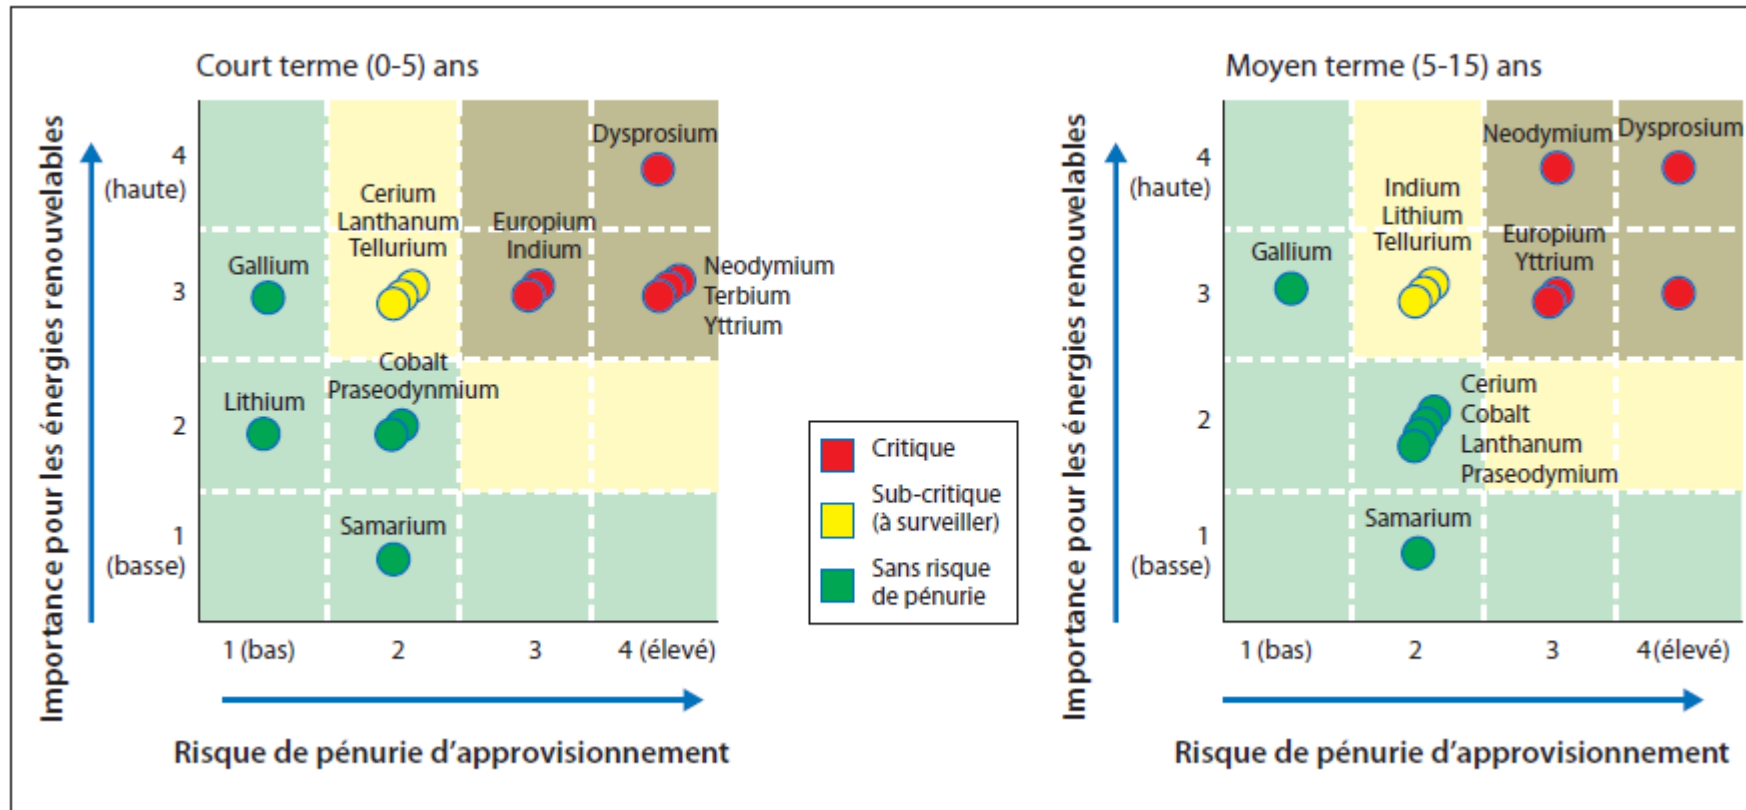 Court terme (0-5) ans
Importance pour les énergies renouvelables
4
(haute)
3
2
1
(basse)
Dysprosium
Cerium
Lanthanum
Tellurium
Europium
Indium
Gallium
Neodymium
Terbium
Yttrium
Cobalt
Praseodynmium
Lithium
Samarium
1 (bas)
2
3
4 (élevé)
Risque de pénurie d'approvisionnement
Critique
Sub-critique
(à surveiller)
Sans risque
de pénurie
Moyen terme (5-15) ans
Importance pour les énergies renouvelables
4
(haute)
3
2
1
(basse)
Neodymium
Dysprosium
Indium
Lithium
Tellurium
Europium
Yttrium
Gallium
Cerium
Cobalt
Lanthanum
Praseodymium
Samarium
1 (bas)
2
3
4(élevé)
Risque de pénurie d'approvisionnement